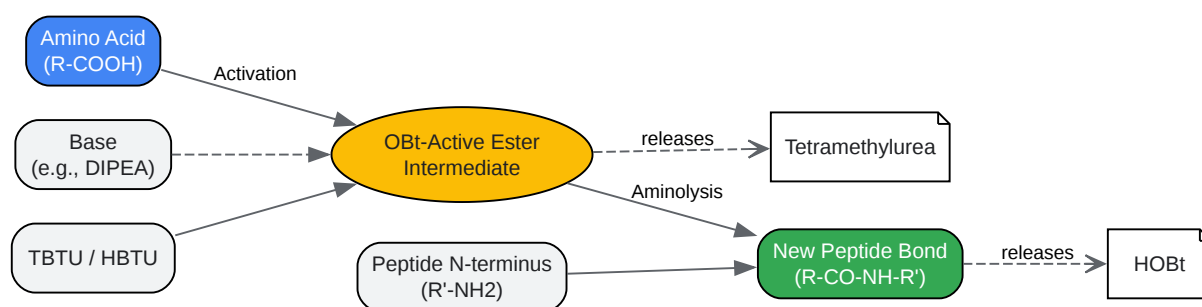 Amino Acid
(R-COOH)
Activation
Base
(e.g., DIPEA)
OBt-Active Ester
Intermediate
releases
Tetramethylurea
Aminolysis
TBTU / HBTU
Peptide N-terminus
(R'-NH2)
New Peptide Bond
(R-CO-NH-R')
releases
HOBt